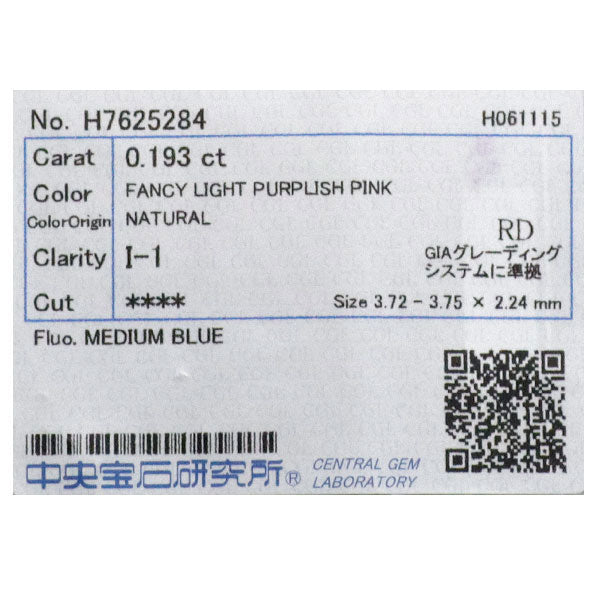 No. H7625284 H061115
Carat 0.193 ct
Color FANCY LIGHT PURPLISH PINK
ColorOrigin NATURAL
RD
Clarity I-1
GIAグレーディング
システムに準拠
Cut **** Size 3.72 - 3.75 × 2.24 mm
Fluo. MEDIUM BLUE
中央宝石研究所® CENTRAL GEM
LABORATORY